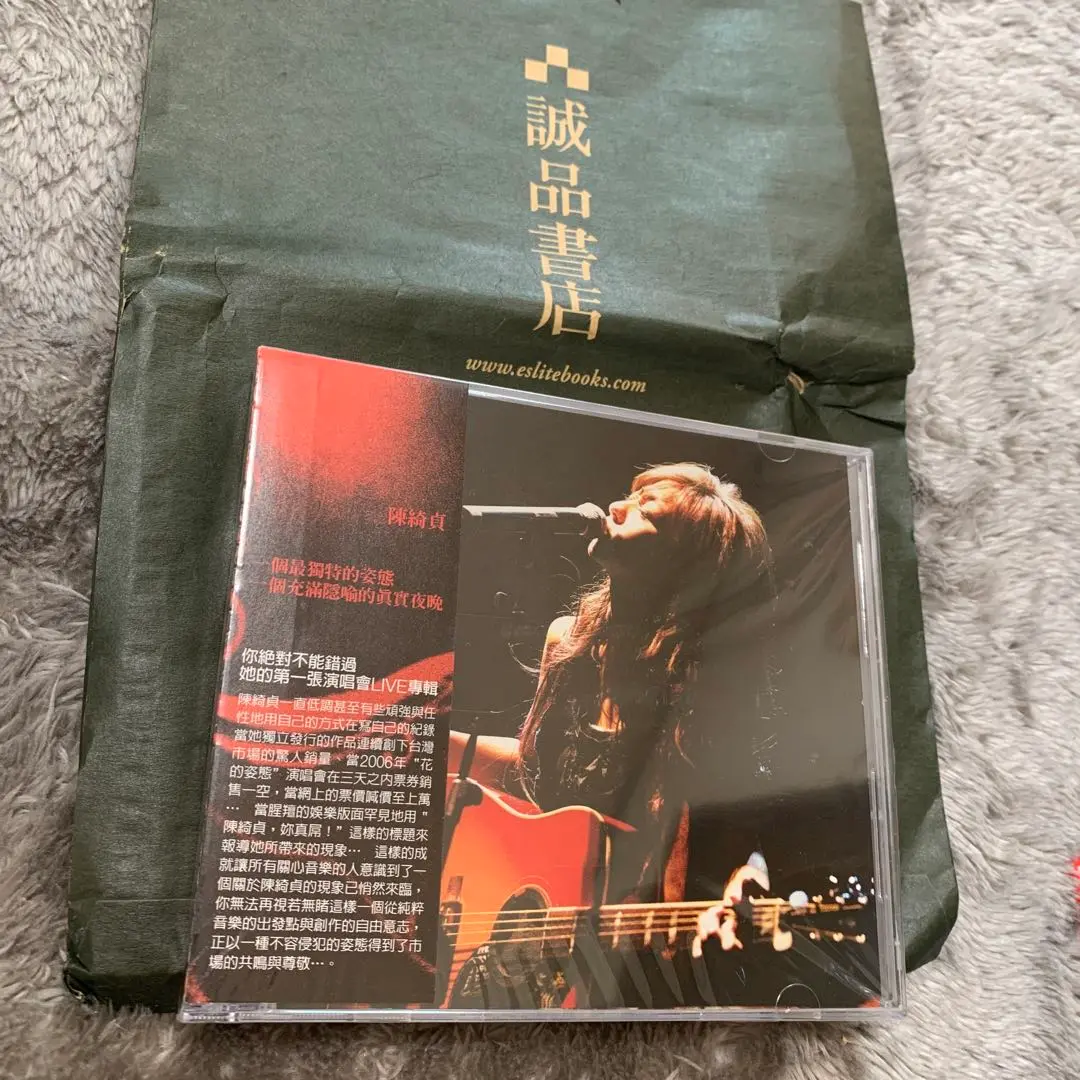 誠品書店
www.eslitebooks.com
陳綺貞
個最獨特的姿態
個充滿隱喻的真實夜晚
你絕對不能錯過
她的第一張演唱會LIVE專輯
陳綺貞一直低調甚至有些頑強與任
性地用自己的方式在寫自己的紀錄
當她獨立發行的作品連續創下台灣
市場的驚人銷量、當2006年“花
的姿態”演唱會在三天之內票券銷
售一空，當網上的票價喊價至上萬
… 當腥羶的娛樂版面罕見地用“
陳綺貞，妳真屌！”這樣的標題來
報導她所帶來的現象… 這樣的成
就讓所有關心音樂的人意識到了一
個關於陳綺貞的現象已悄然來臨，
你無法再視若無睹這樣一個從純粹
音樂的出發點與創作的自由意志，
正以一種不容侵犯的姿態得到了市
場的共鳴與尊敬…。